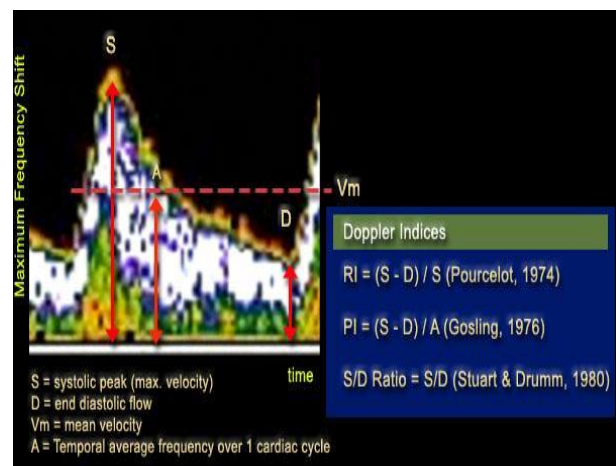 Maximum Frequency Shift
S
A
D
Vm
time
Doppler Indices
RI = (S - D) / S (Pourcelot, 1974)
PI = (S - D) / A (Gosling, 1976)
S/D Ratio = S/D (Stuart & Drumm, 1980)
S = systolic peak (max. velocity)
D = end diastolic flow
Vm = mean velocity
A = Temporal average frequency over 1 cardiac cycle